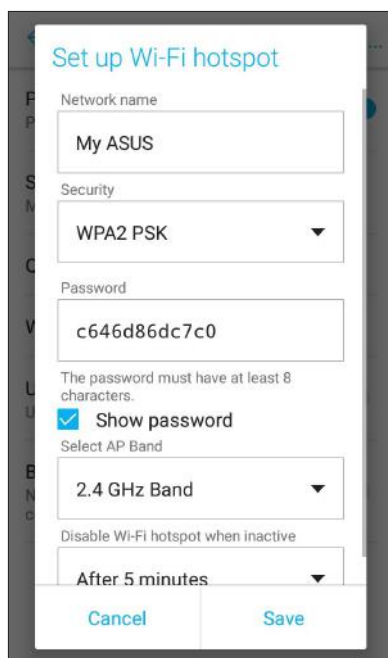 Set up Wi-Fi hotspot
Network name
My ASUS
Security
WPA2 PSK
Password
c646d86dc7c0
The password must have at least 8
characters.
Show password
Select AP Band
2.4 GHz Band
Disable Wi-Fi hotspot when inactive
After 5 minutes
Cancel
Save